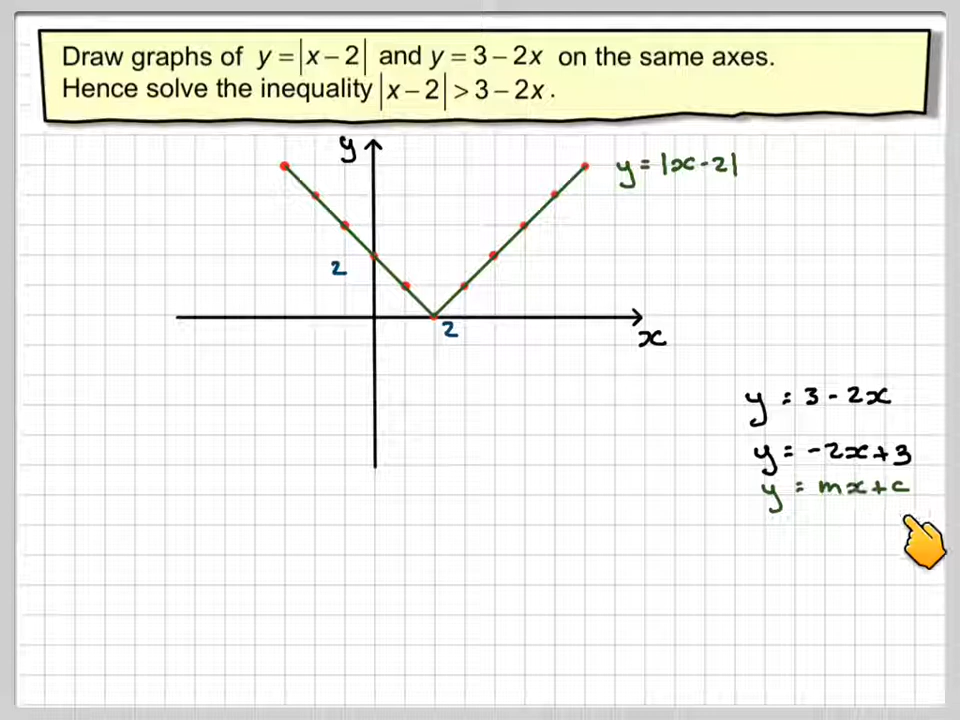 Draw graphs of y = |x – 2| and y = 3 – 2x on the same axes.
Hence solve the inequality |x – 2| > 3 – 2x.
y
y = |x - 2|
2
2
x
y = 3 - 2x
y = -2x + 3
y = mx + c